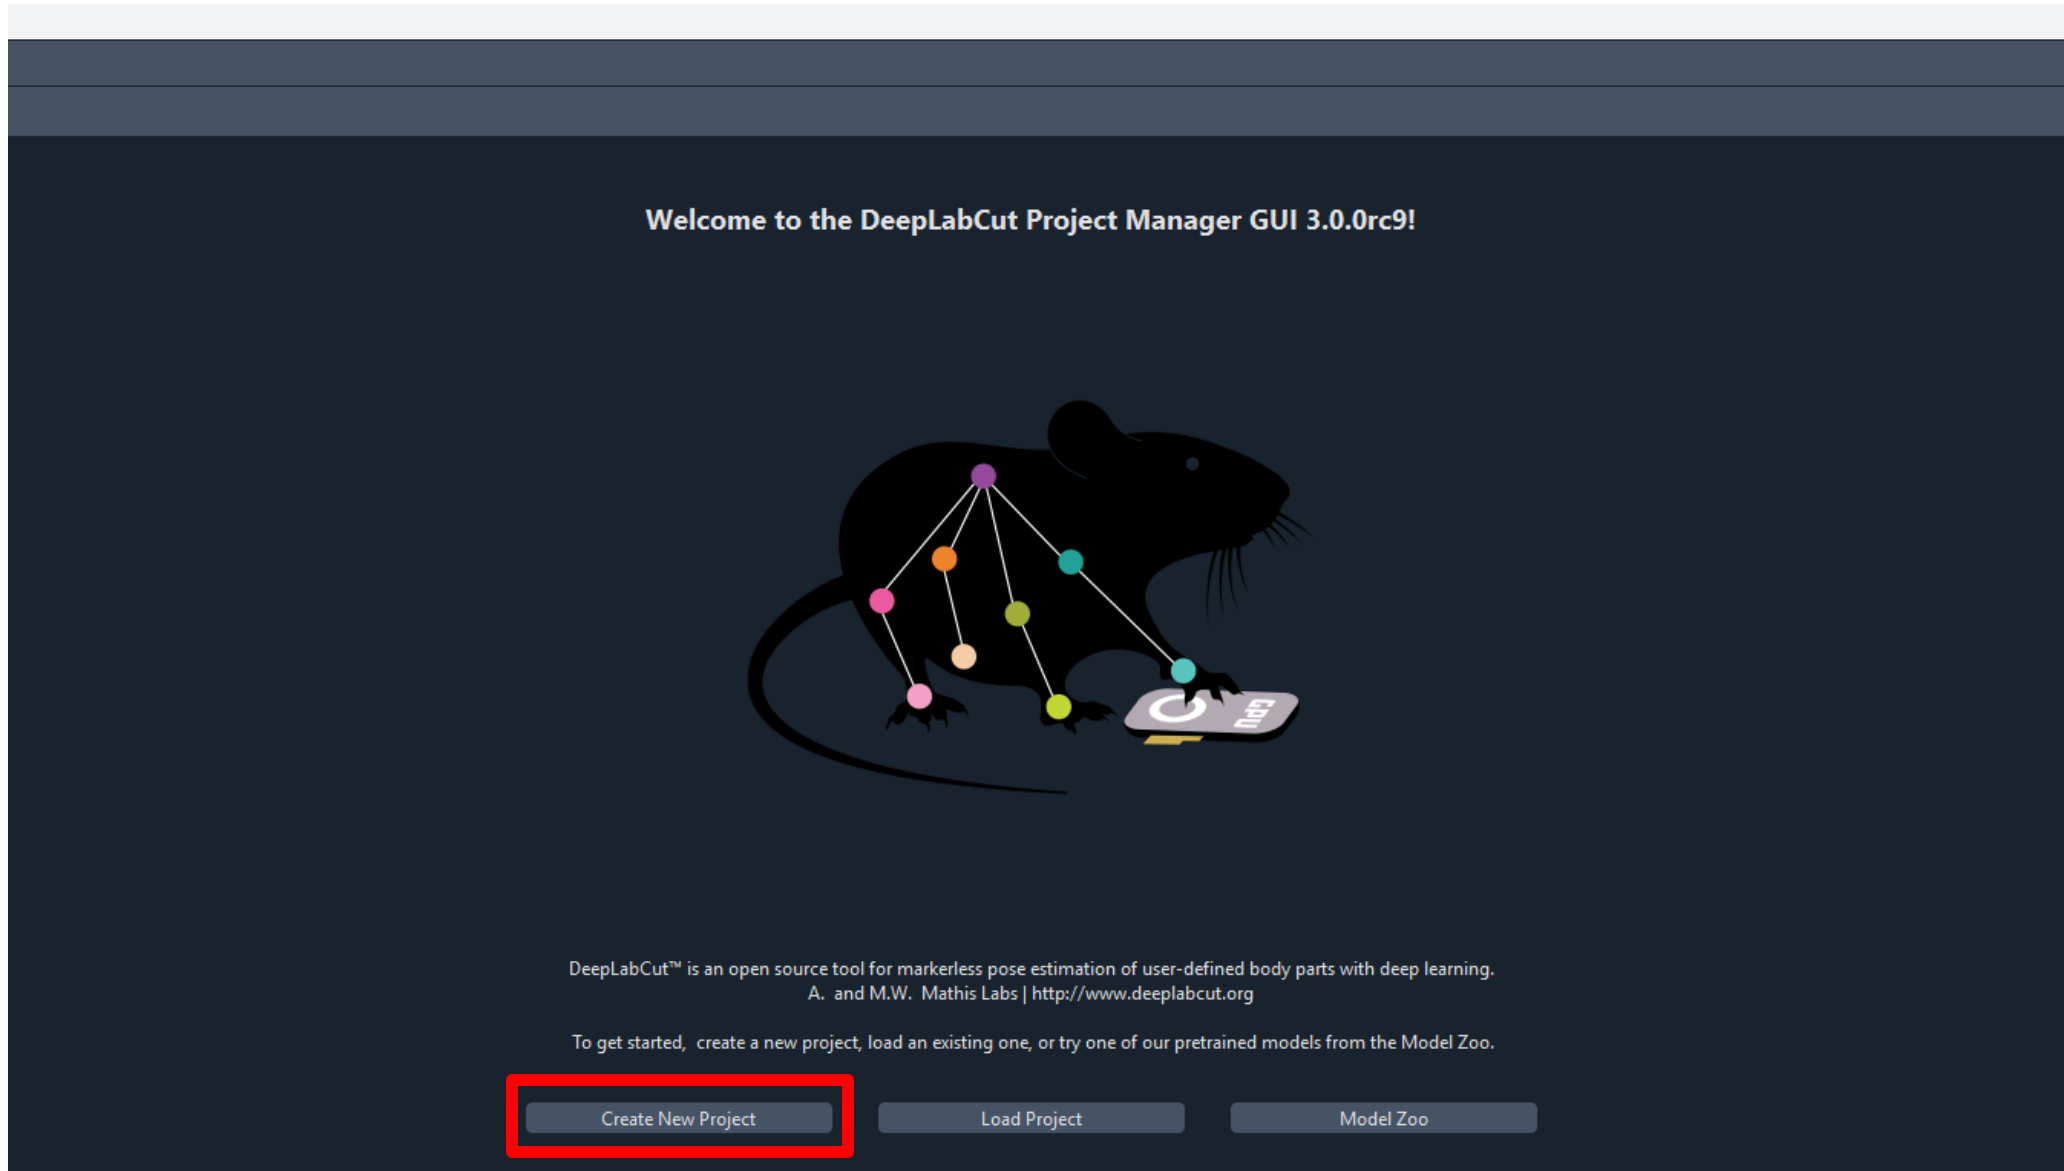 Welcome to the DeepLabCut Project Manager GUI 3.0.0rc9!
GPU
DeepLabCut™ is an open source tool for markerless pose estimation of user-defined body parts with deep learning.
A. and M.W. Mathis Labs | http://www.deeplabcut.org
To get started, create a new project, load an existing one, or try one of our pretrained models from the Model Zoo.
Create New Project
Load Project
Model Zoo